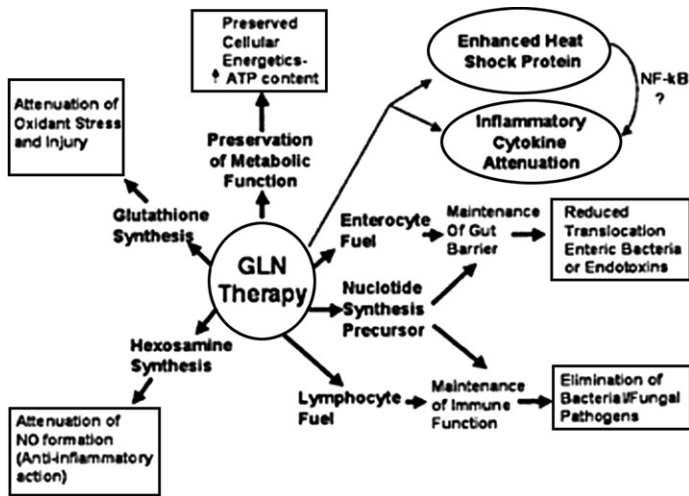 Preserved
Cellular
Energetics-
ATP content
Enhanced Heat
Shock Protein
NF-kB
?
Attenuation of
Oxidant Stress
and Injury
Preservation
of Metabolic
Function
Inflammatory
Cytokine
Attenuation
Glutathione
Synthesis
Enterocyte
Fuel
Maintenance
Of Gut
Barrier
Reduced
Translocation
Enteric Bacteria
or Endotoxins
GLN
Therapy
Nuclotide
Synthesis
Precursor
Hexosamine
Synthesis
Lymphocyte
Fuel
Maintenance
of Immune
Function
Elimination of
Bacterial/Fungal
Pathogens
Attenuation of
NO formation
(Anti-inflammatory
action)